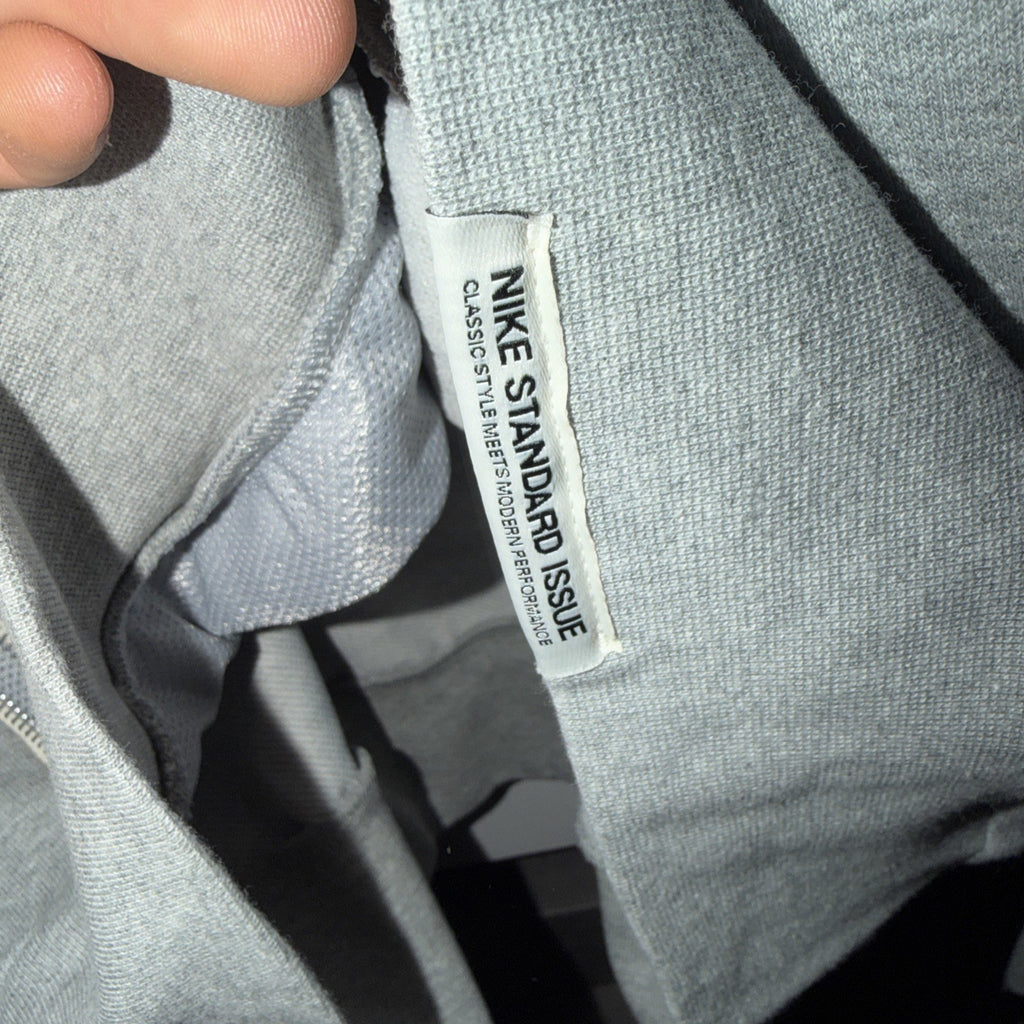 NIKE STANDARD ISSUE
CLASSIC STYLE MEETS MODERN PERFORMANCE